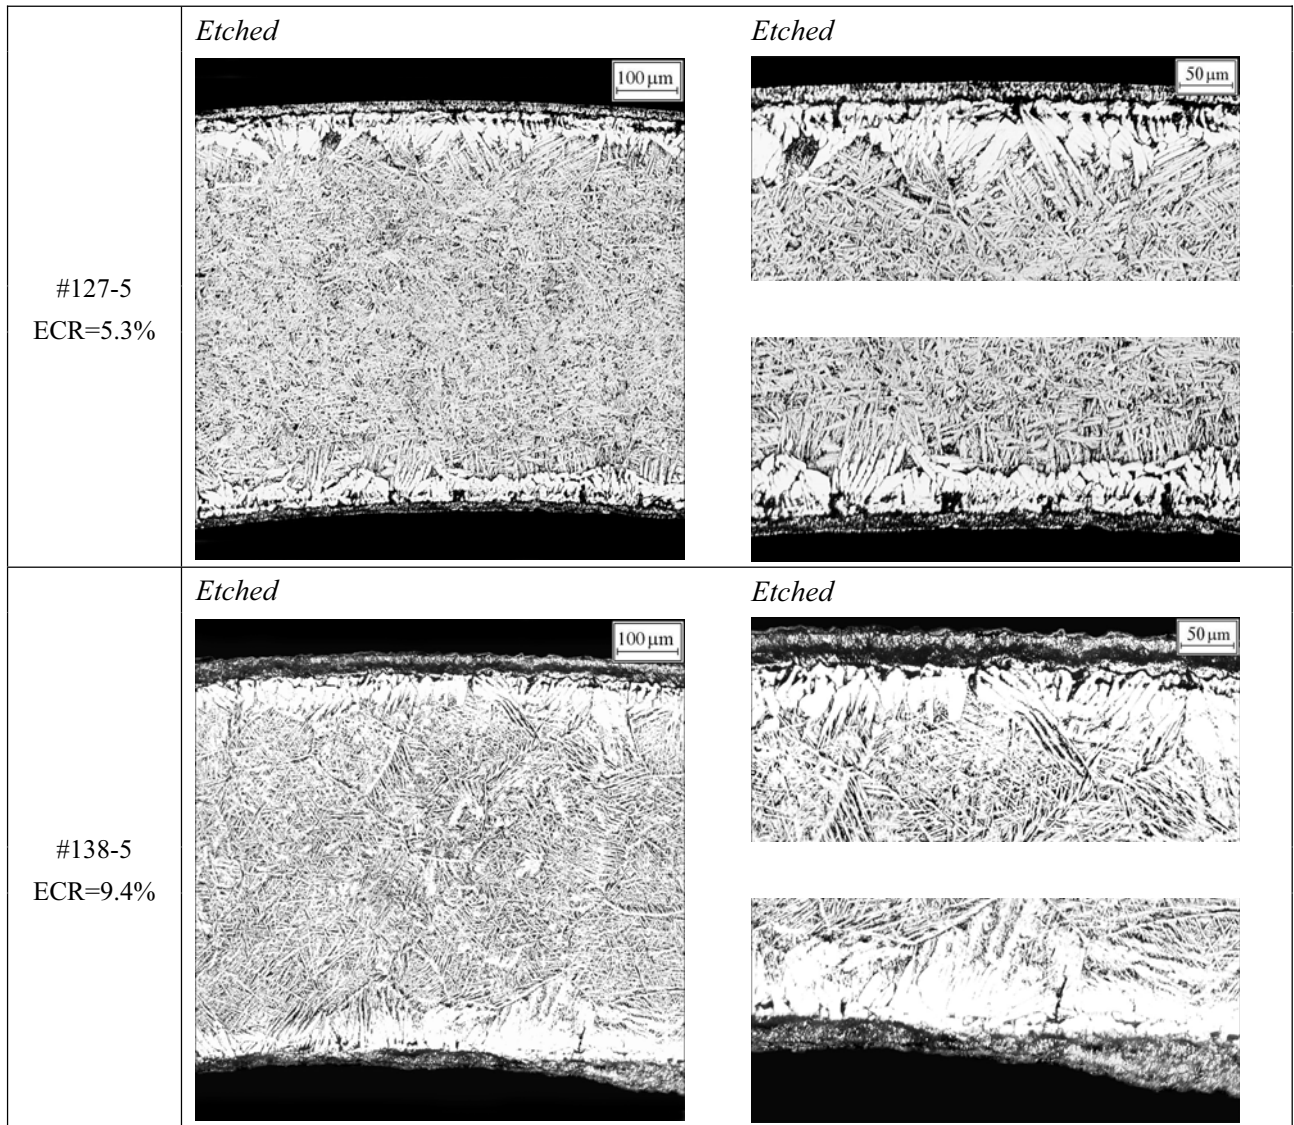 Etched
Etched
100 μm
50 μm
#127-5
ECR=5.3%
Etched
Etched
100 μm
50 μm
#138-5
ECR=9.4%